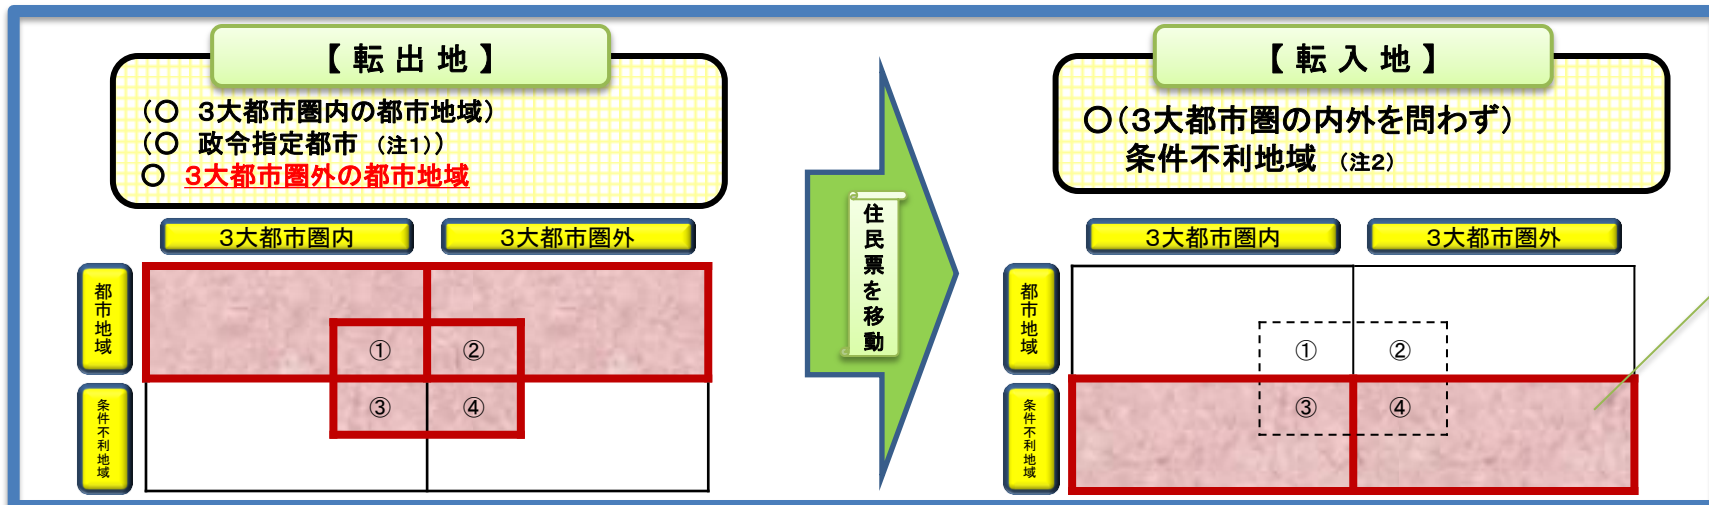 【 転 出 地 】
(○ 3大都市圏内の都市地域)
(○ 政令指定都市 (注1))
○ 3大都市圏外の都市地域
3大都市圏内
3大都市圏外
都市地域
条件不利地域
①
②
③
④
住民票を移動
【 転 入 地 】
○(3大都市圏の内外を問わず)
条件不利地域 (注2)
3大都市圏内
3大都市圏外
都市地域
条件不利地域
①
②
③
④